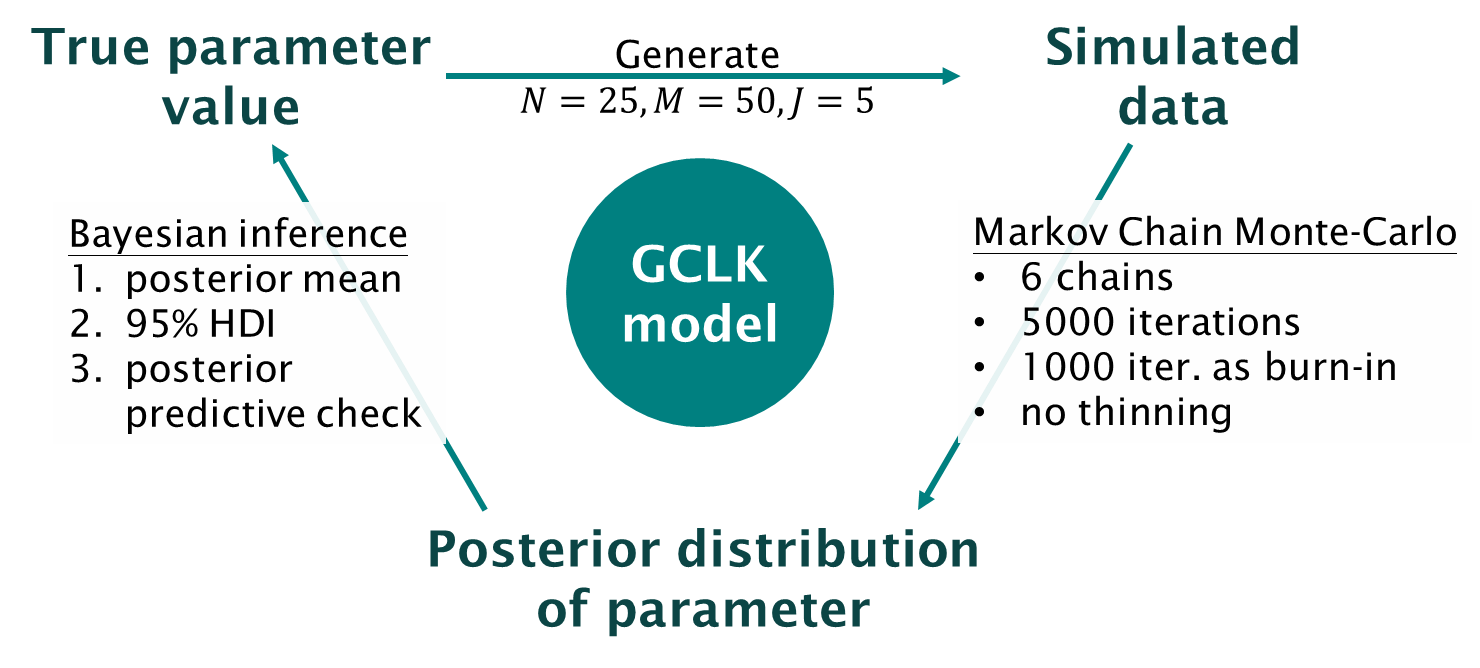 True parameter
value
Generate
N = 25, M = 50, J = 5
Simulated
data
Bayesian inference
1. posterior mean
2. 95% HDI
3. posterior
predictive check
GCLK
model
Markov Chain Monte-Carlo
• 6 chains
• 5000 iterations
• 1000 iter. as burn-in
• no thinning
Posterior distribution
of parameter